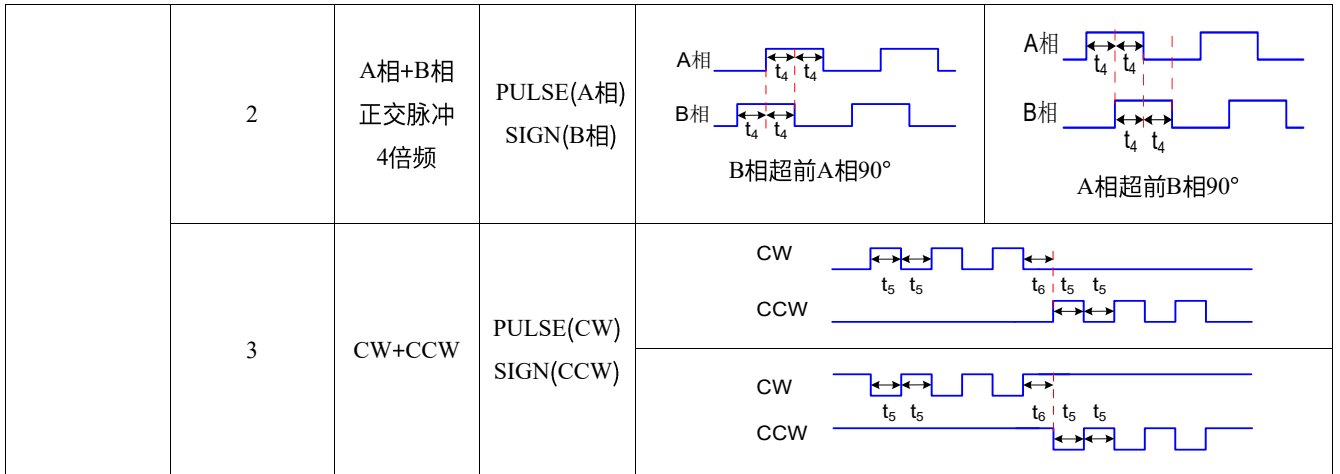 2
A相+B相
正交脉冲
4倍频
PULSE(A相)
SIGN(B相)
A相
t4 t4
B相
t4 t4
B相超前A相90°
A相
t4 t4
B相
t4 t4
A相超前B相90°
3
CW+CCW
PULSE(CW)
SIGN(CCW)
CW
t5 t5 t6 t5 t5
CCW
CW
t5 t5 t6 t5 t5
CCW